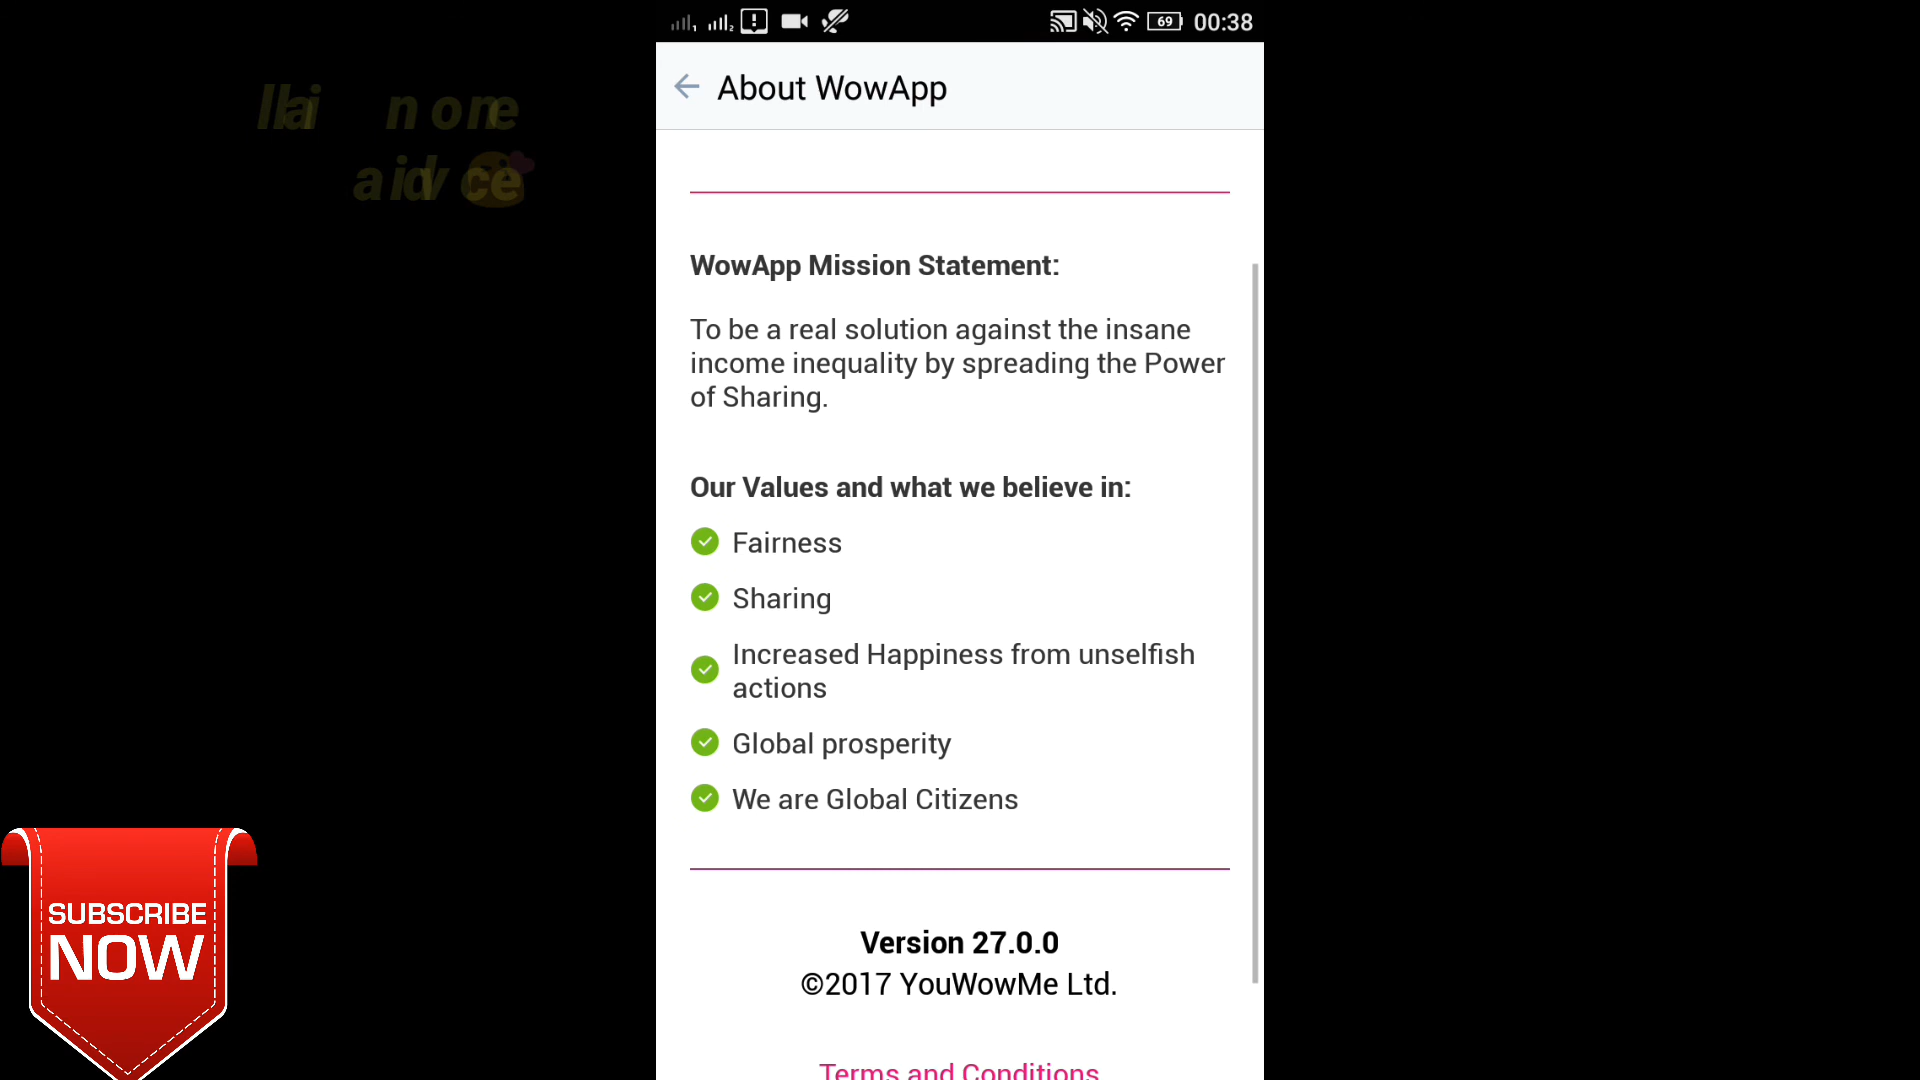 00:38
69
About WowApp
WowApp Mission Statement:
To be a real solution against the insane
income inequality by spreading the Power
of Sharing.
Our Values and what we believe in:
Fairness
Sharing
Increased Happiness from unselfish
actions
Global prosperity
We are Global Citizens
Version 27.0.0
©2017 YouWowMe Ltd.
Terms and Conditions
SUBSCRIBE
NOW